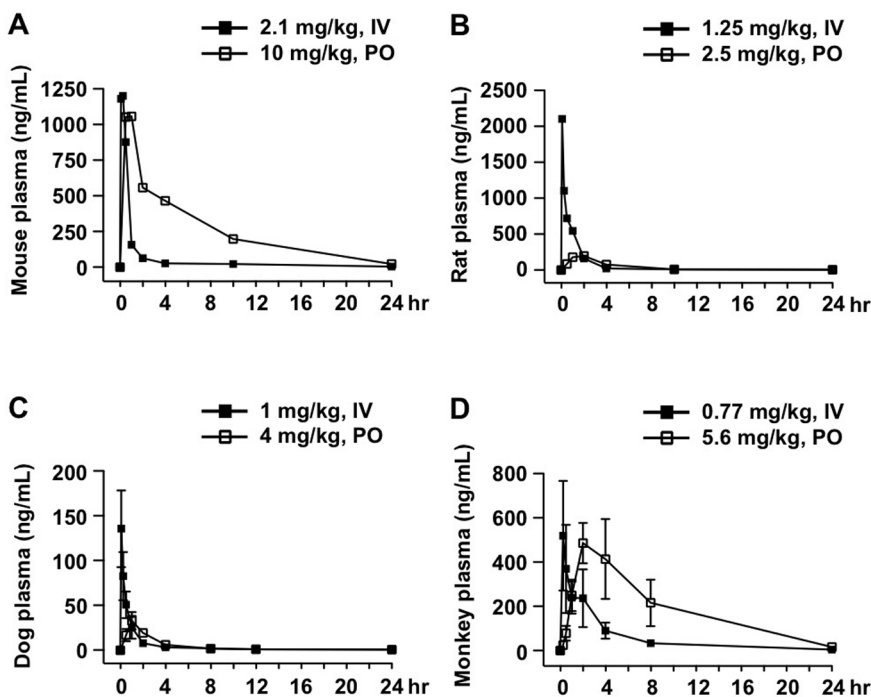 A
2.1 mg/kg, IV
10 mg/kg, PO
Mouse plasma (ng/mL)
1250
1000
750
500
250
0
0 4 8 12 16 20 24 hr
B
1.25 mg/kg, IV
2.5 mg/kg, PO
Rat plasma (ng/mL)
2500
2000
1500
1000
500
0
0 4 8 12 16 20 24 hr
C
1 mg/kg, IV
4 mg/kg, PO
Dog plasma (ng/mL)
200
150
100
50
0
0 4 8 12 16 20 24 hr
D
0.77 mg/kg, IV
5.6 mg/kg, PO
Monkey plasma (ng/mL)
800
600
400
200
0
0 4 8 12 16 20 24 hr